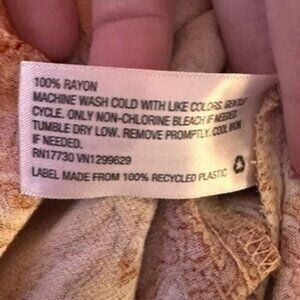 100% RAYON
MACHINE WASH COLD WITH LIKE COLORS. GENTLE
CYCLE. ONLY NON-CHLORINE BLEACH IF NEEDED
TUMBLE DRY LOW. REMOVE PROMPTLY. COOL IRON
IF NEEDED.
RN17730 VN1299629
LABEL MADE FROM 100% RECYCLED PLASTIC